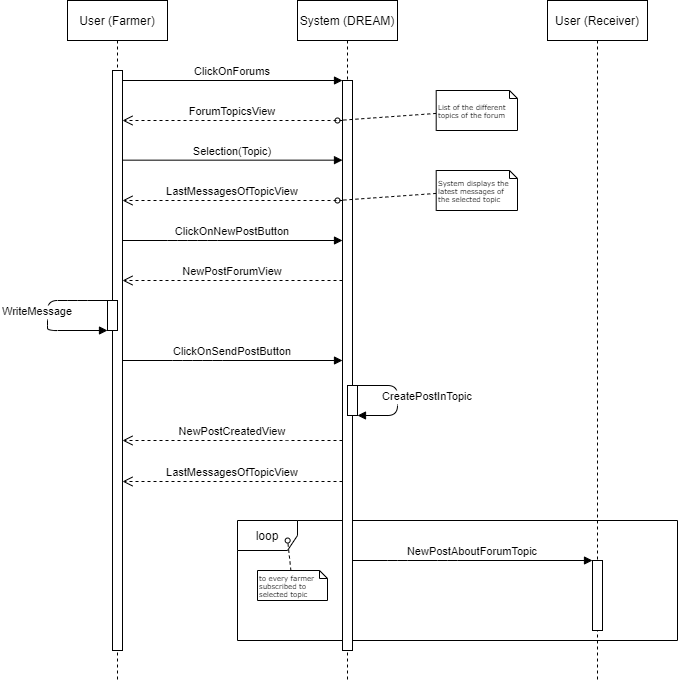 User (Farmer)
System (DREAM)
User (Receiver)
ClickOnForums
ForumTopicsView
List of the different
topics of the forum
Selection(Topic)
LastMessagesOfTopicView
System displays the
latest messages of
the selected topic
ClickOnNewPostButton
NewPostForumView
WriteMessage
ClickOnSendPostButton
CreatePostInTopic
NewPostCreatedView
LastMessagesOfTopicView
loop
NewPostAboutForumTopic
to every farmer
subscribed to
selected topic